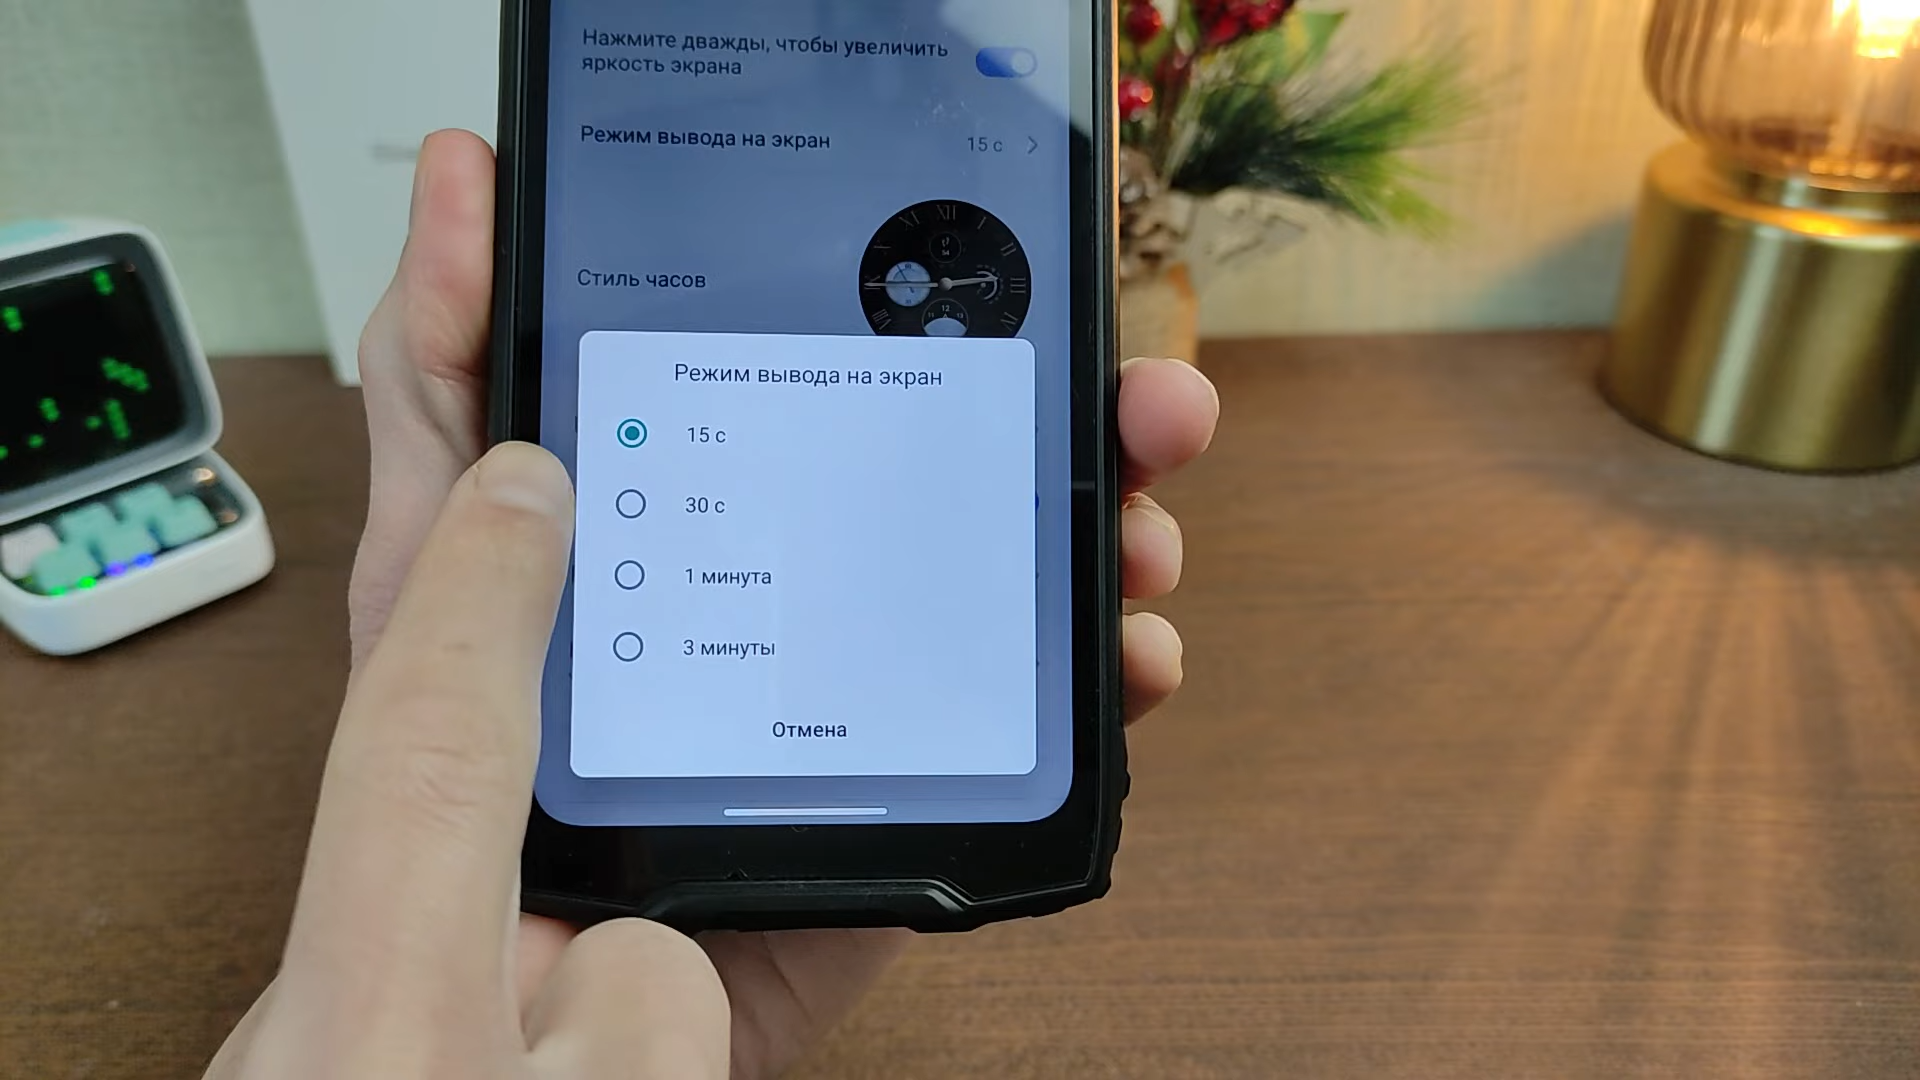 Нажмите дважды, чтобы увеличить
яркость экрана
Режим вывода на экран
15 с
Стиль часов
Режим вывода на экран
15 с
30 с
1 минута
3 минуты
Отмена